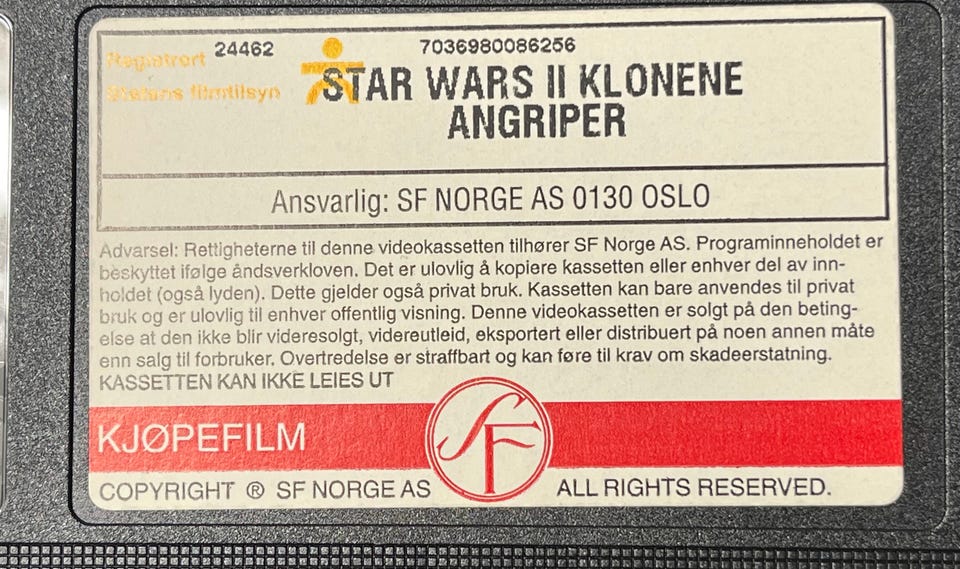 Registrert 24462 7036980086256
Statens filmtilsyn
STAR WARS II KLONENE
ANGRIPER
Ansvarlig: SF NORGE AS 0130 OSLO
Advarsel: Rettigheterne til denne videokassetten tilhører SF Norge AS. Programinneholdet er
beskyttet ifølge åndsverkloven. Det er ulovlig å kopiere kassetten eller enhver del av inn-
holdet (også lyden). Dette gjelder også privat bruk. Kassetten kan bare anvendes til privat
bruk og er ulovlig til enhver offentlig visning. Denne videokassetten er solgt på den beting-
else at den ikke blir videresolgt, videreutleid, eksportert eller distribuert på noen annen måte
enn salg til forbruker. Overtredelse er straffbart og kan føre til krav om skadeerstatning.
KASSETTEN KAN IKKE LEIES UT
KJØPEFILM
SF
COPYRIGHT ® SF NORGE AS ALL RIGHTS RESERVED.